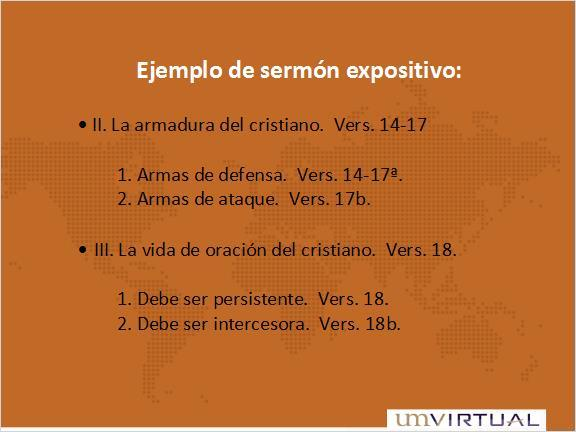 Ejemplo de sermón expositivo:
• II. La armadura del cristiano. Vers. 14-17
1. Armas de defensa. Vers. 14-17ª.
2. Armas de ataque. Vers. 17b.
• III. La vida de oración del cristiano. Vers. 18.
1. Debe ser persistente. Vers. 18.
2. Debe ser intercesora. Vers. 18b.
UMVIRTUAL